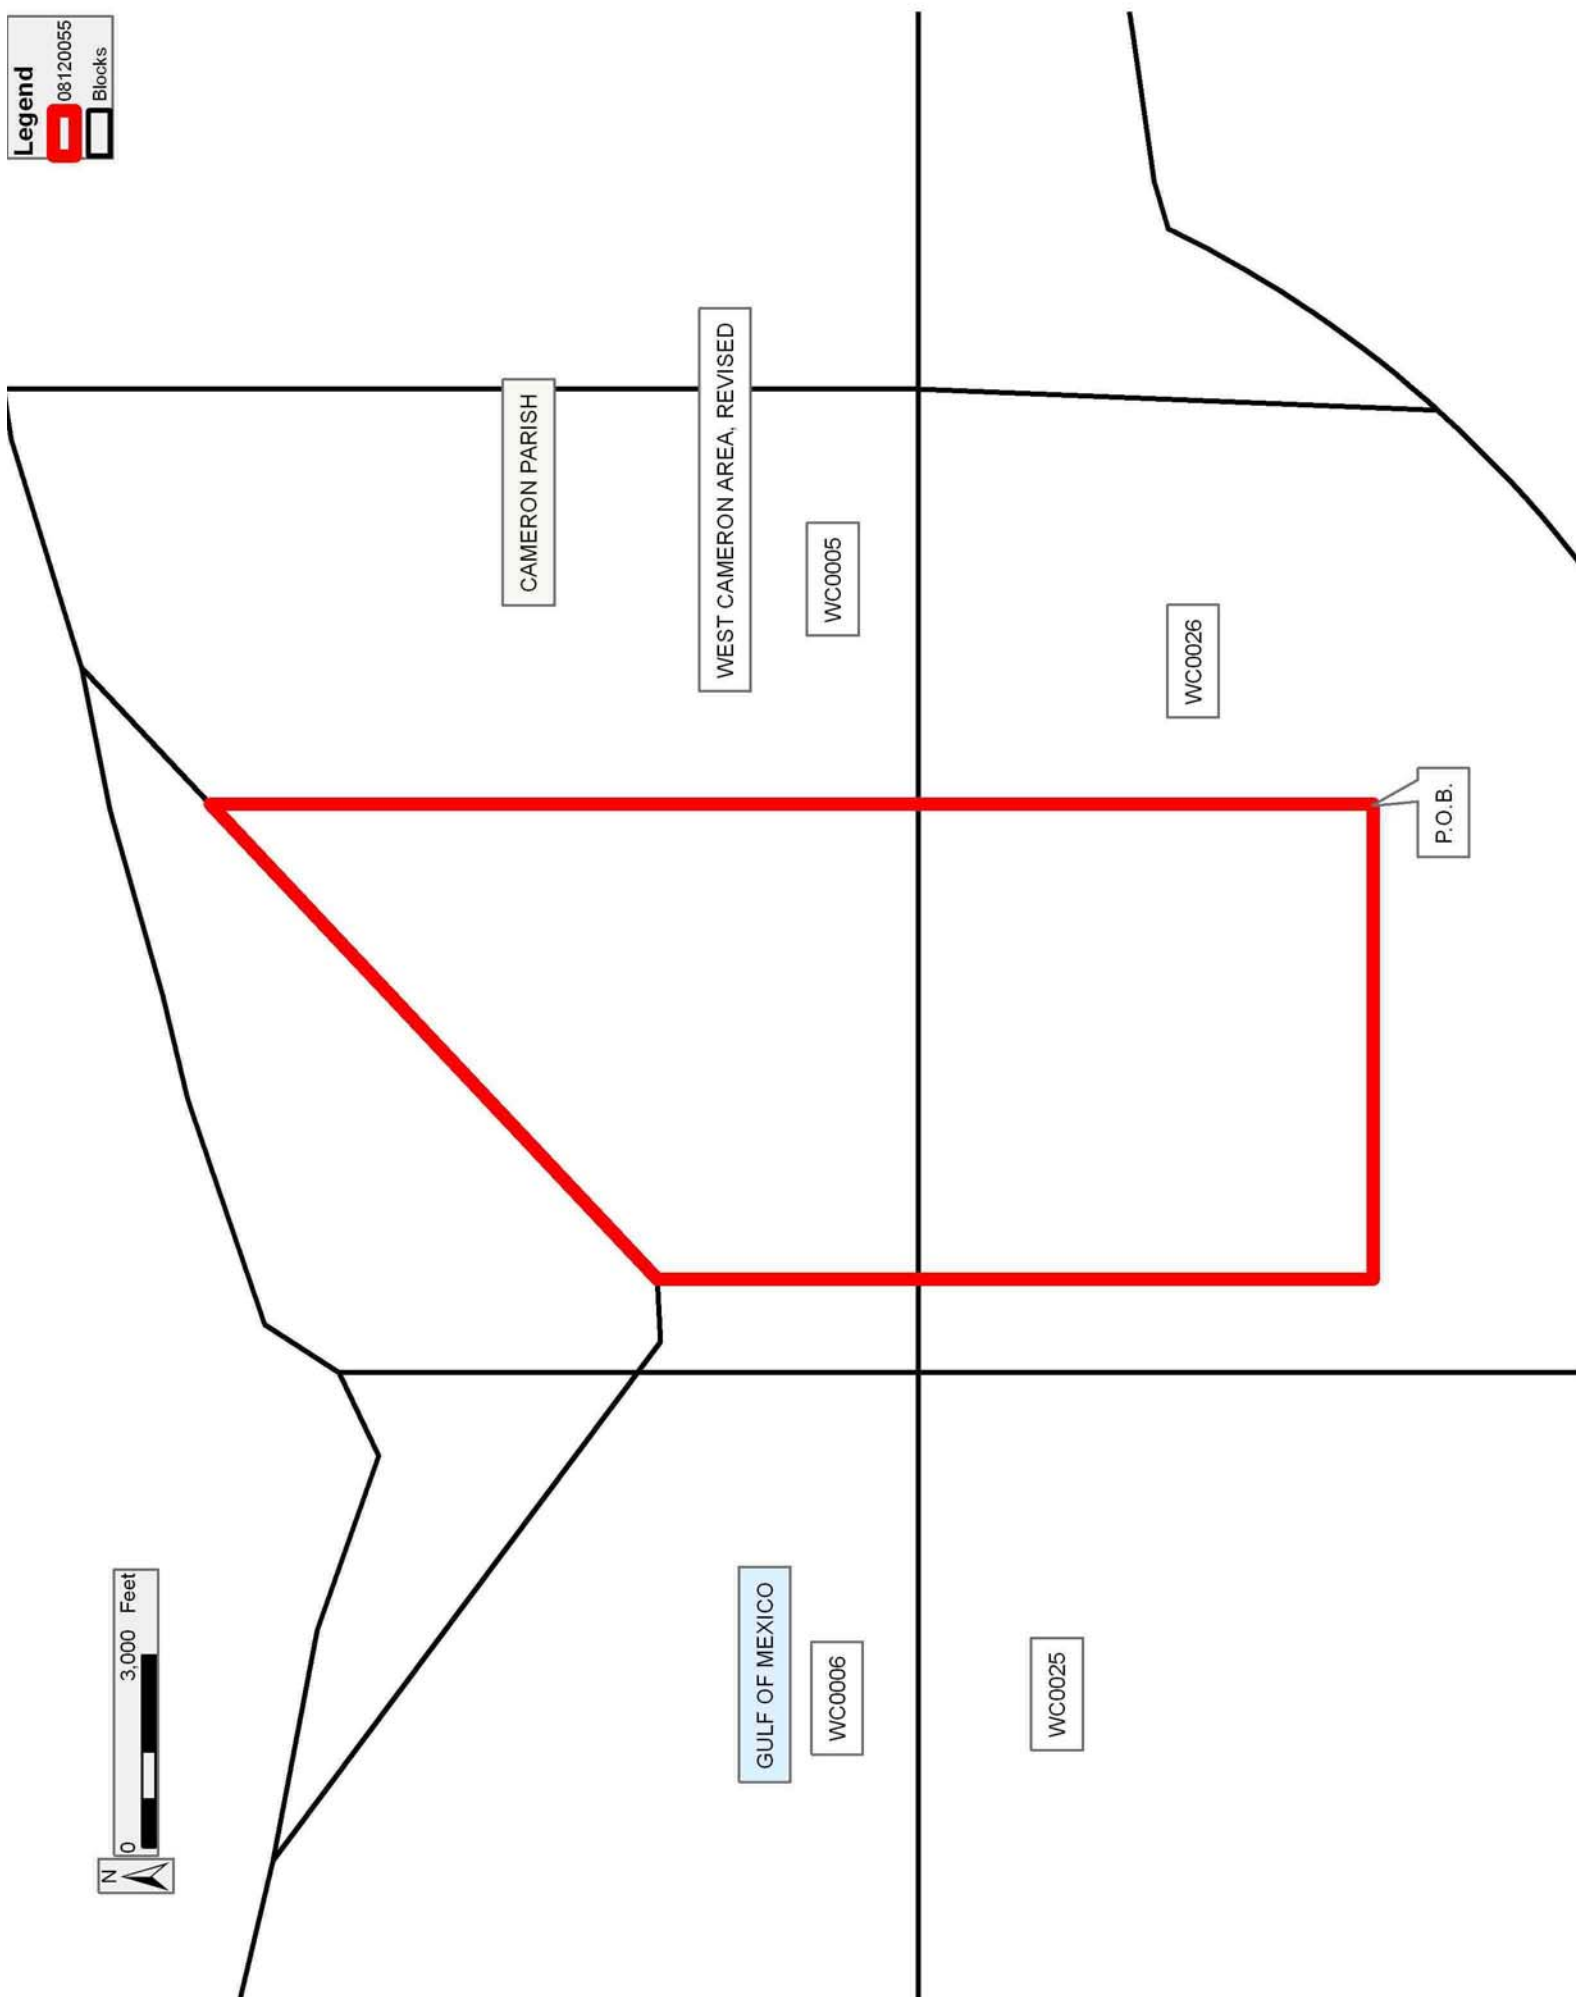 Legend
08120055
Blocks
CAMERON PARISH
WEST CAMERON AREA, REVISED
WC0005
WC0026
P.O.B.
N
0
3,000 Feet
GULF OF MEXICO
WC0006
WC0025